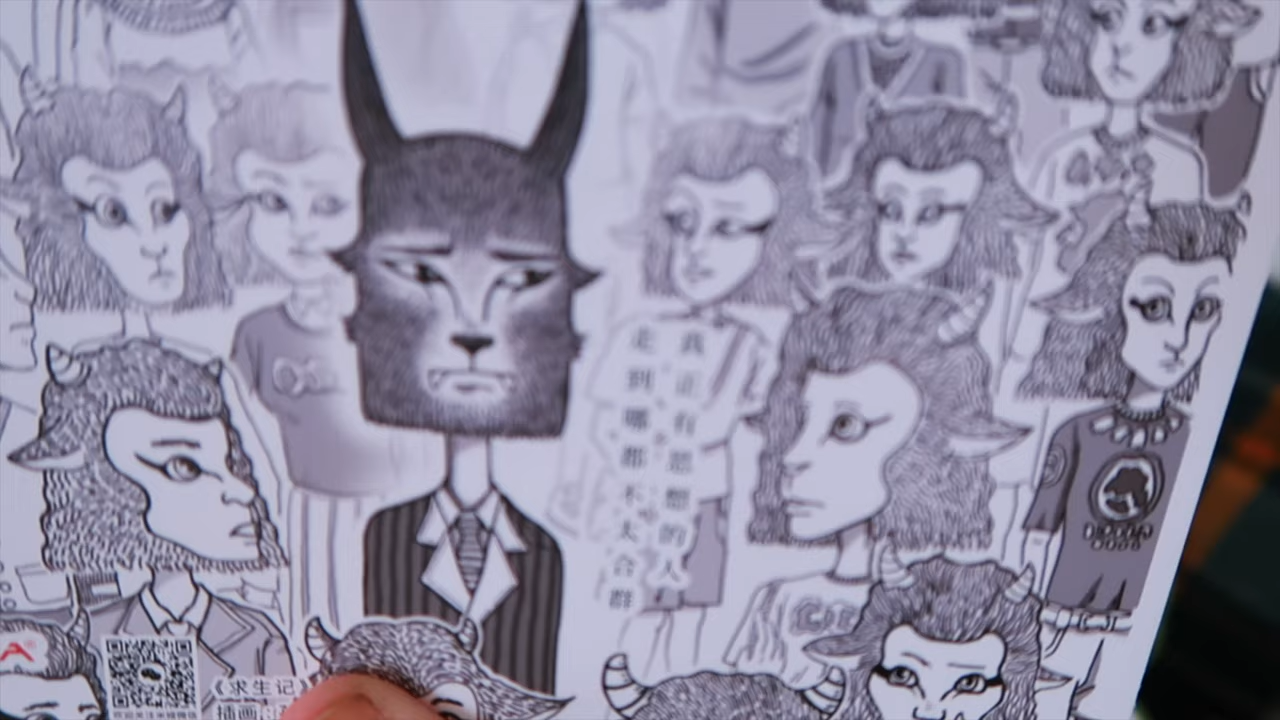 真正有思想的人
走到哪都不太合群
《求生记》
插画: